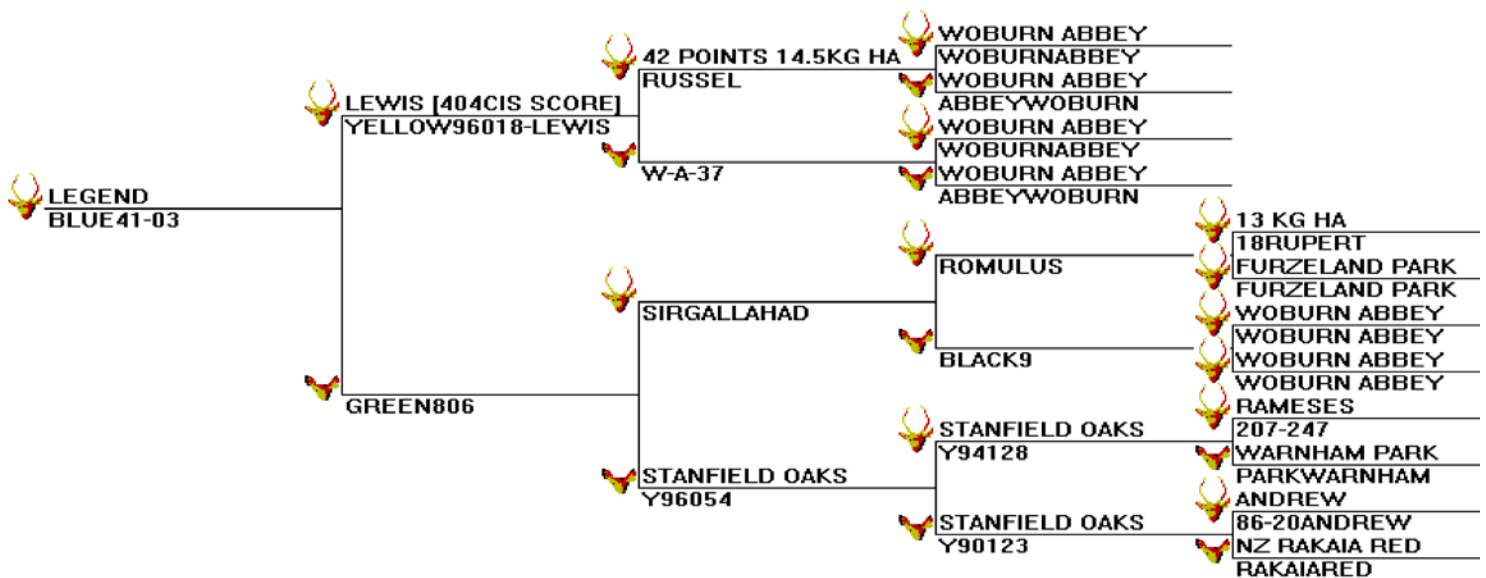 WOBURN ABBEY
42 POINTS 14.5KG HA
WOBURNABBEY
RUSSEL
WOBURN ABBEY
LEWIS [404CIS SCORE]
ABBEYWOBURN
YELLOW96018-LEWIS
WOBURN ABBEY
WOBURNABBEY
W-A-37
WOBURN ABBEY
LEGEND
ABBEYWOBURN
BLUE41-03
13 KG HA
18RUPERT
ROMULUS
FURZELAND PARK
FURZELAND PARK
SIRGALLAHAD
WOBURN ABBEY
WOBURN ABBEY
BLACK9
WOBURN ABBEY
WOBURN ABBEY
GREEN806
RAMESES
STANFIELD OAKS
207-247
Y94128
WARNHAM PARK
STANFIELD OAKS
PARKWARNHAM
Y96054
ANDREW
STANFIELD OAKS
86-20ANDREW
Y90123
NZ RAKAIA RED
RAKAIARED